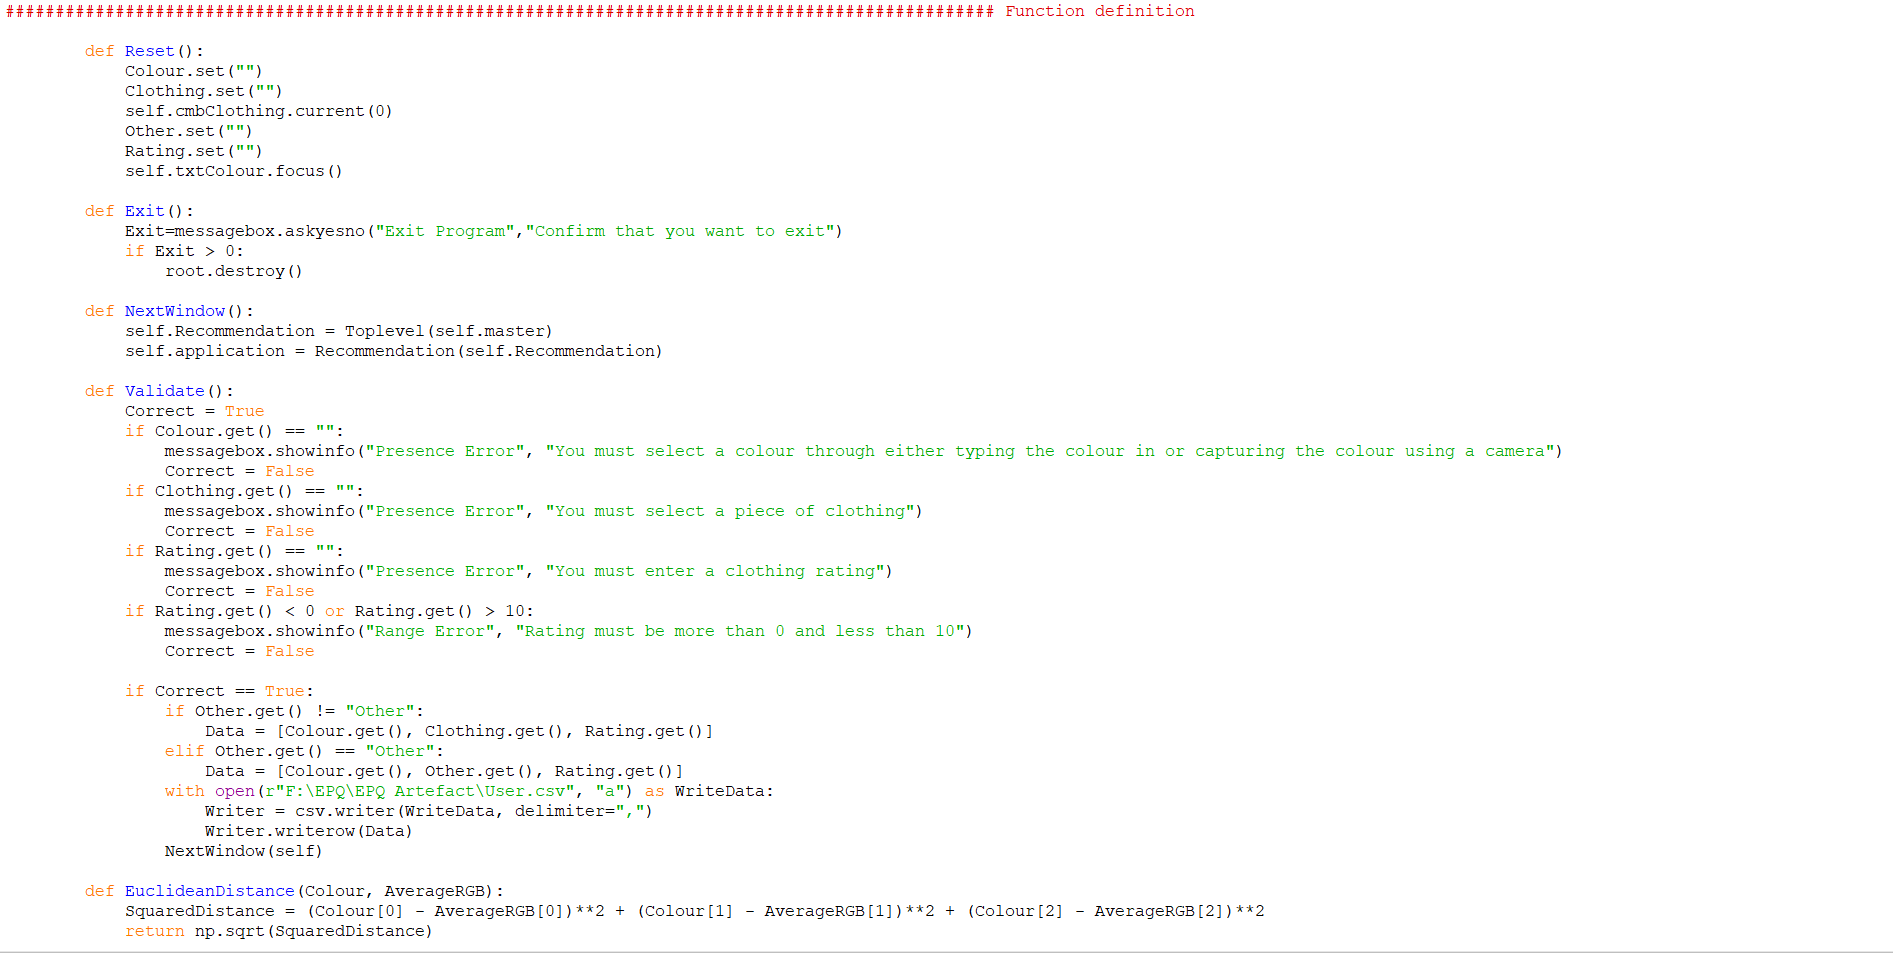 ################################################################################################### Function definition
def Reset():
Colour.set("")
Clothing.set("")
self.cmbClothing.current(0)
Other.set("")
Rating.set("")
self.txtColour.focus()
def Exit():
Exit=messagebox.askyesno("Exit Program","Confirm that you want to exit")
if Exit > 0:
root.destroy()
def NextWindow():
self.Recommendation = Toplevel(self.master)
self.application = Recommendation(self.Recommendation)
def Validate():
Correct = True
if Colour.get() == "":
messagebox.showinfo("Presence Error", "You must select a colour through either typing the colour in or capturing the colour using a camera")
Correct = False
if Clothing.get() == "":
messagebox.showinfo("Presence Error", "You must select a piece of clothing")
Correct = False
if Rating.get() == "":
messagebox.showinfo("Presence Error", "You must enter a clothing rating")
Correct = False
if Rating.get() < 0 or Rating.get() > 10:
messagebox.showinfo("Range Error", "Rating must be more than 0 and less than 10")
Correct = False
if Correct == True:
if Other.get() != "Other":
Data = [Colour.get(), Clothing.get(), Rating.get()]
elif Other.get() == "Other":
Data = [Colour.get(), Other.get(), Rating.get()]
with open(r"F:\EPQ\EPQ Artefact\User.csv", "a") as WriteData:
Writer = csv.writer(WriteData, delimiter=",")
Writer.writerow(Data)
NextWindow(self)
def EuclideanDistance(Colour, AverageRGB):
SquaredDistance = (Colour[0] - AverageRGB[0])**2 + (Colour[1] - AverageRGB[1])**2 + (Colour[2] - AverageRGB[2])**2
return np.sqrt(SquaredDistance)